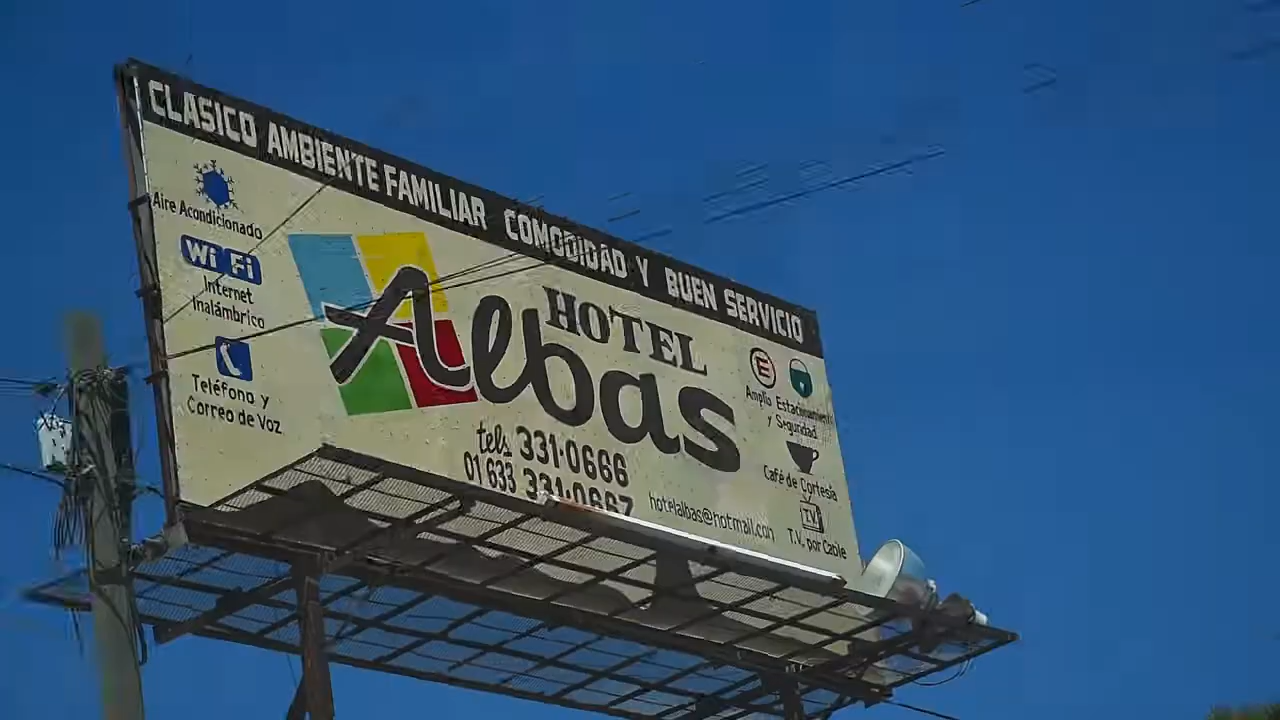 CLASICO AMBIENTE FAMILIAR COMODIDAD Y BUEN SERVICIO
Aire Acondicionado
Wi Fi
Internet
Inalámbrico
Teléfono y
Correo de Voz
HOTEL
Albas
tels. 331·0666
01 633 331·0667
hotelalbas@hotmail.com
E
Amplio Estacionamiento
y Seguridad
Café de Cortesía
TV
T.V. por Cable